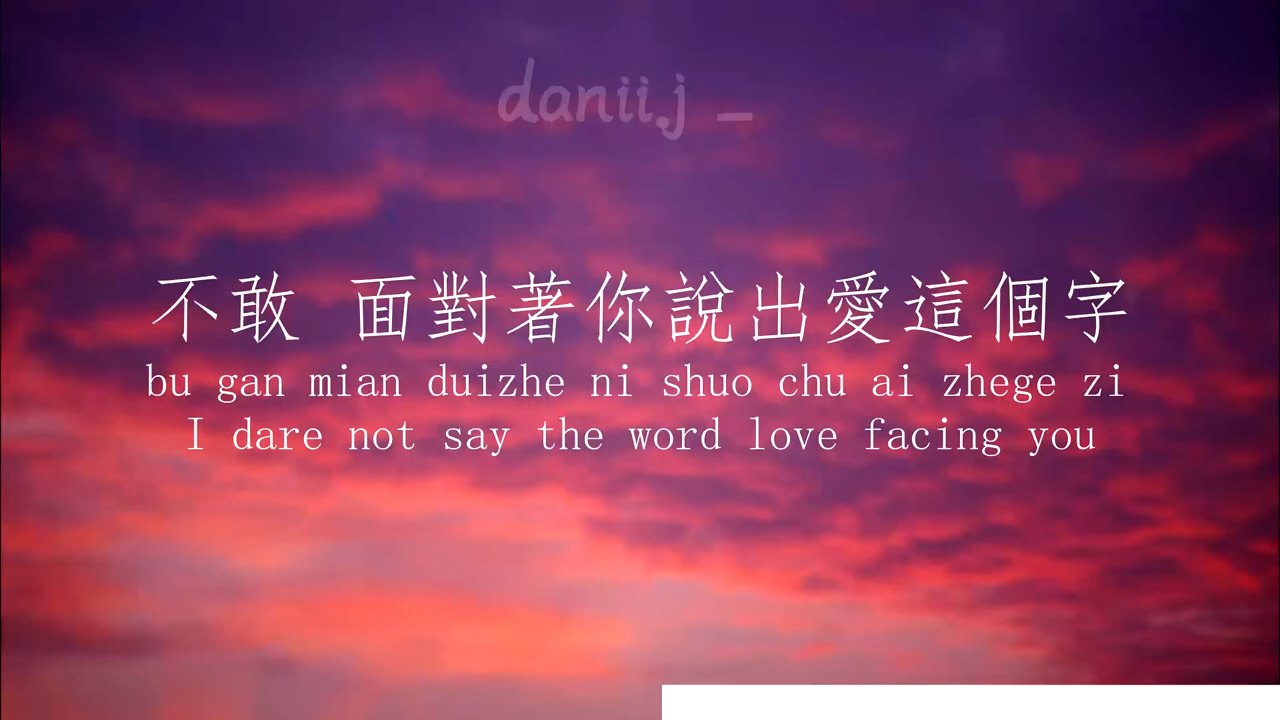 danii.j _
不敢 面對著你說出愛這個字
bu gan mian duizhe ni shuo chu ai zhege zi
I dare not say the word love facing you